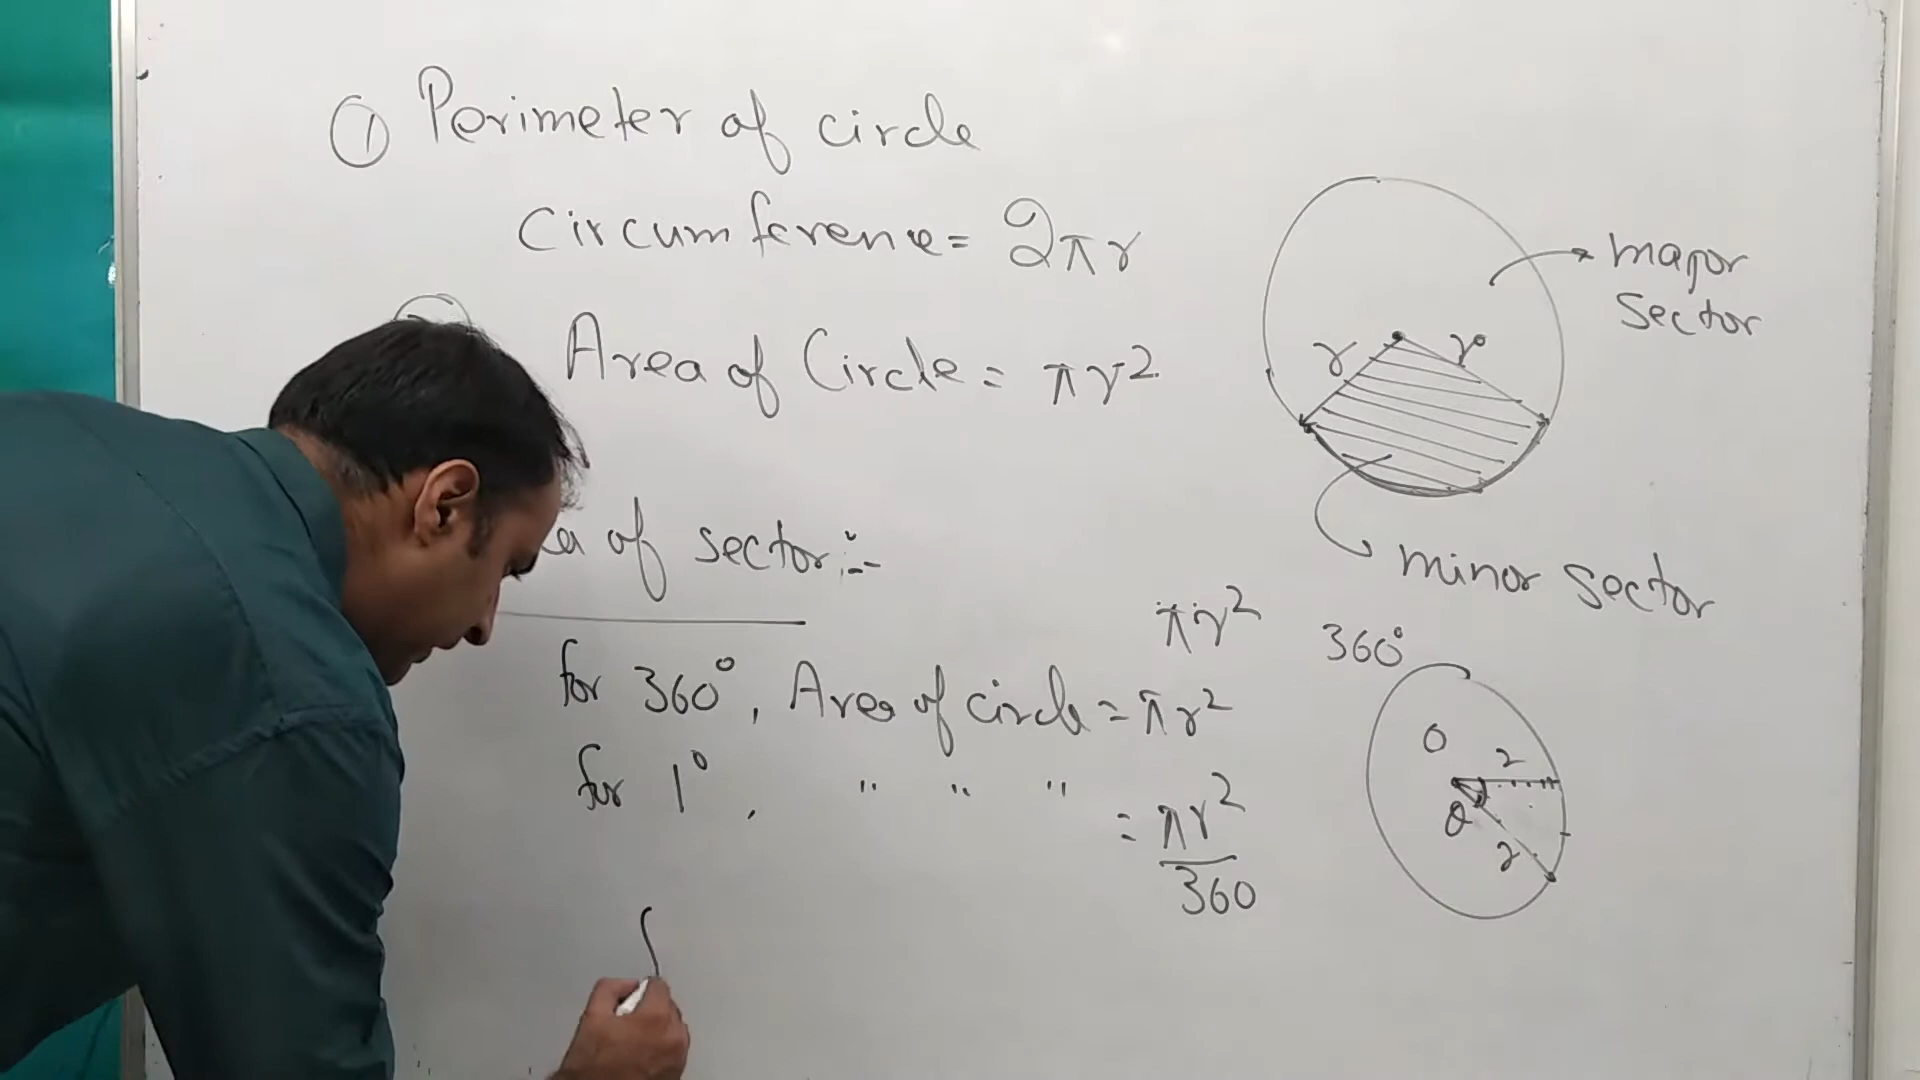 ① Perimeter of circle
Circumference = 2πr
Area of Circle = πr²
major
sector
r r°
minor sector
of sector :-
πr² 360°
for 360°, Area of circle = πr²
for 1°, " " " = πr²
360
O
r
θ
r